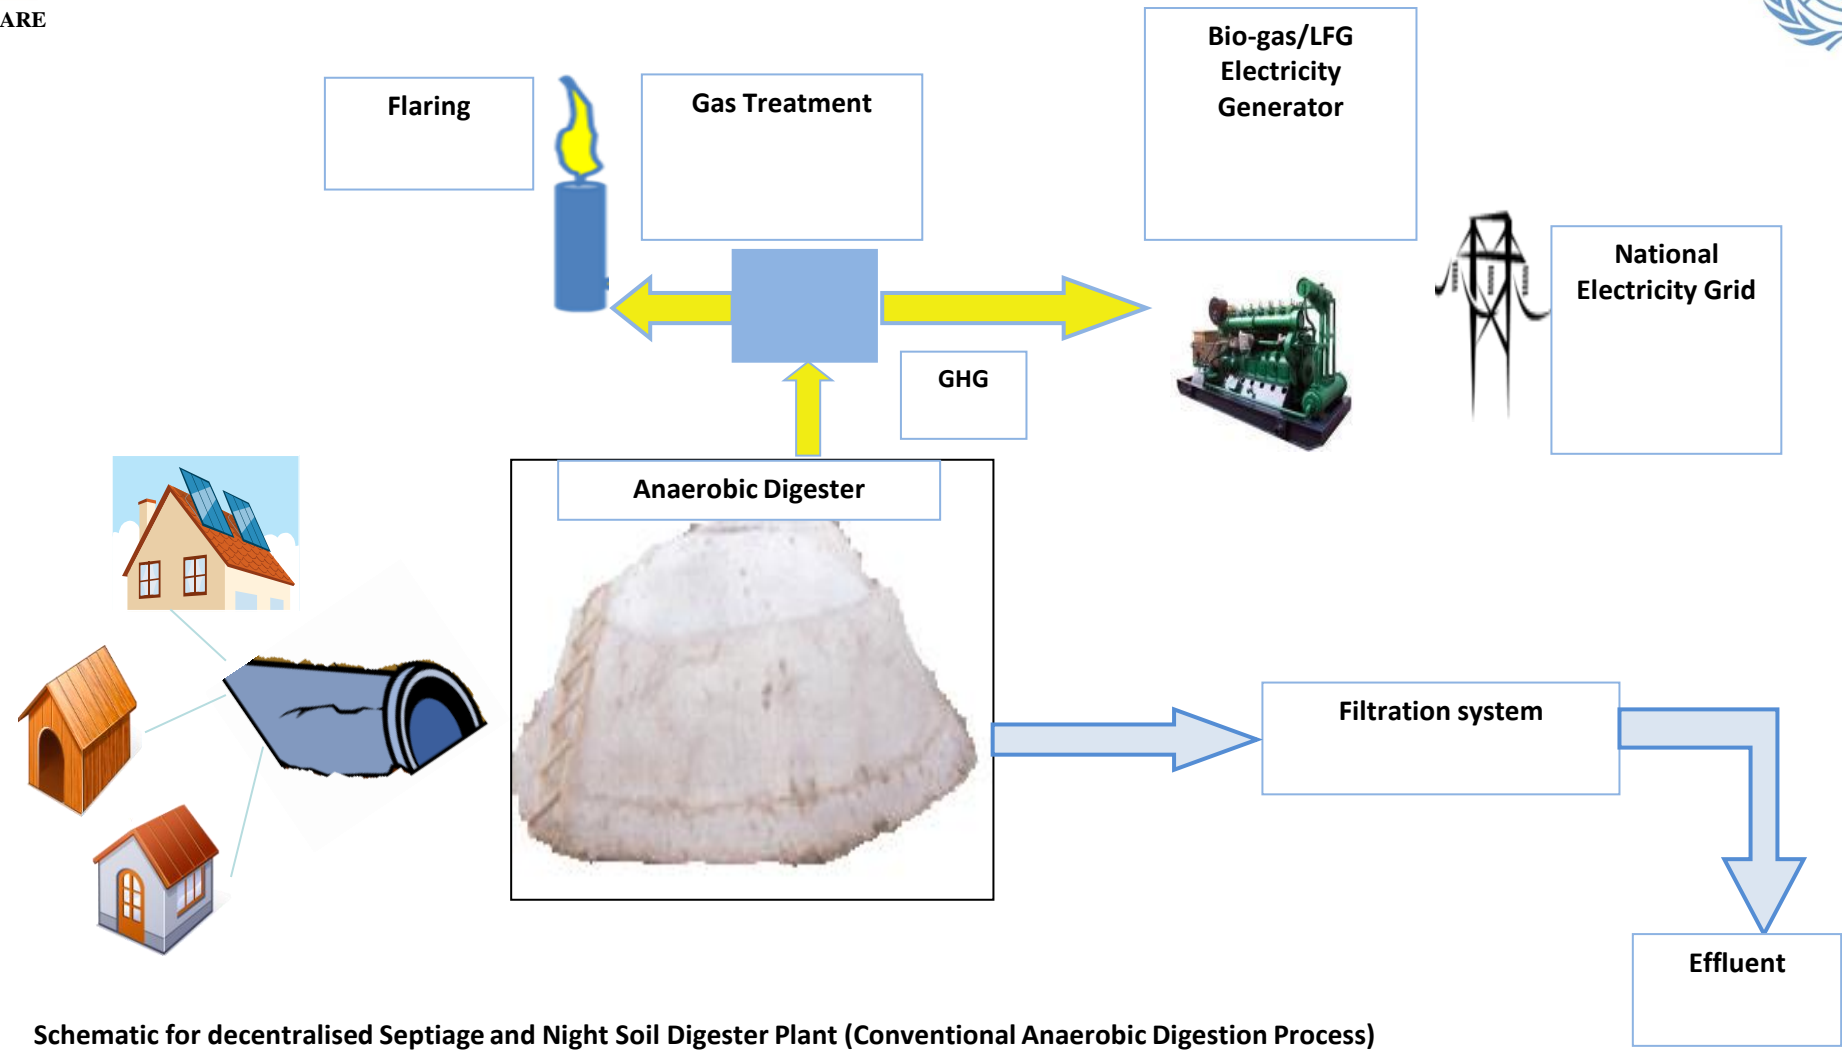 ARE
Bio-gas/LFG
Electricity
Generator
Flaring
Gas Treatment
National
Electricity Grid
GHG
Anaerobic Digester
Filtration system
Effluent
Schematic for decentralised Septiage and Night Soil Digester Plant (Conventional Anaerobic Digestion Process)